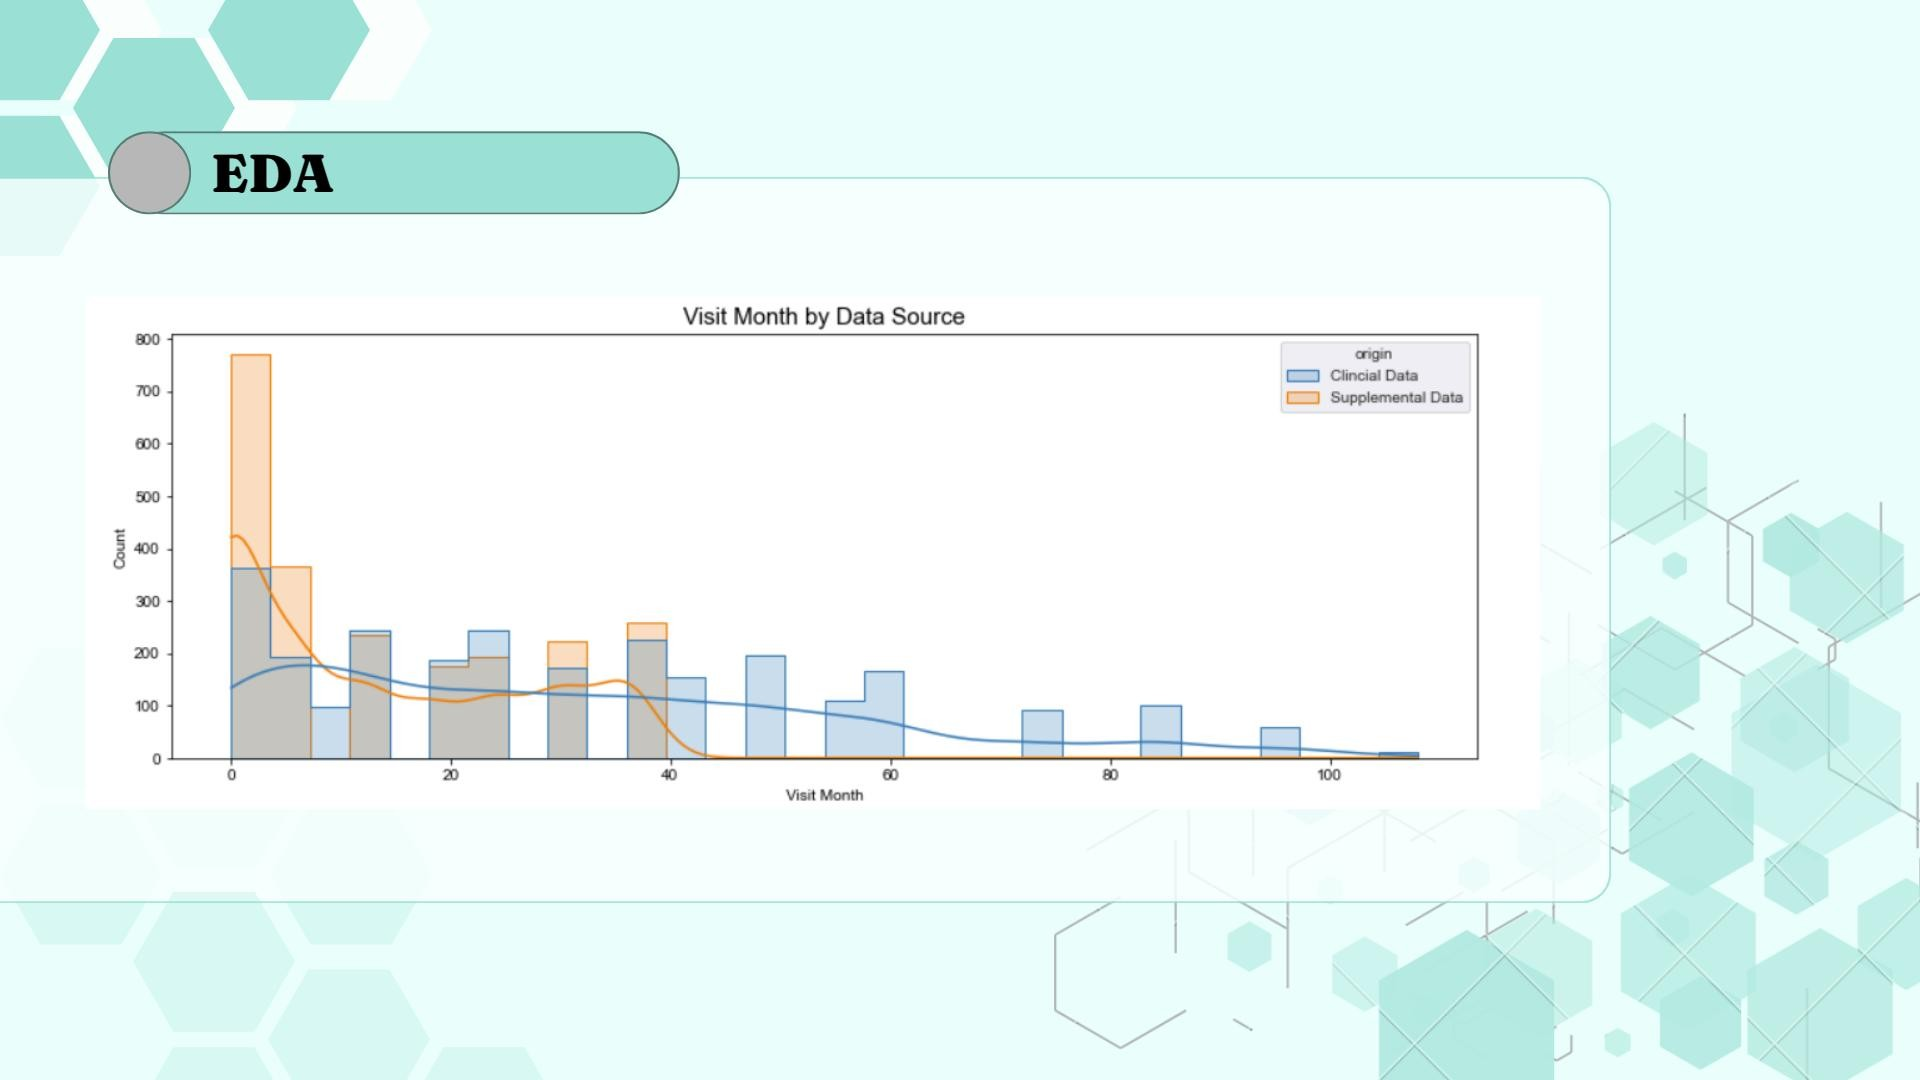 EDA
Visit Month by Data Source
800
700
600
500
400
300
200
100
0
Count
origin
Clincial Data
Supplemental Data
0 20 40 60 80 100
Visit Month